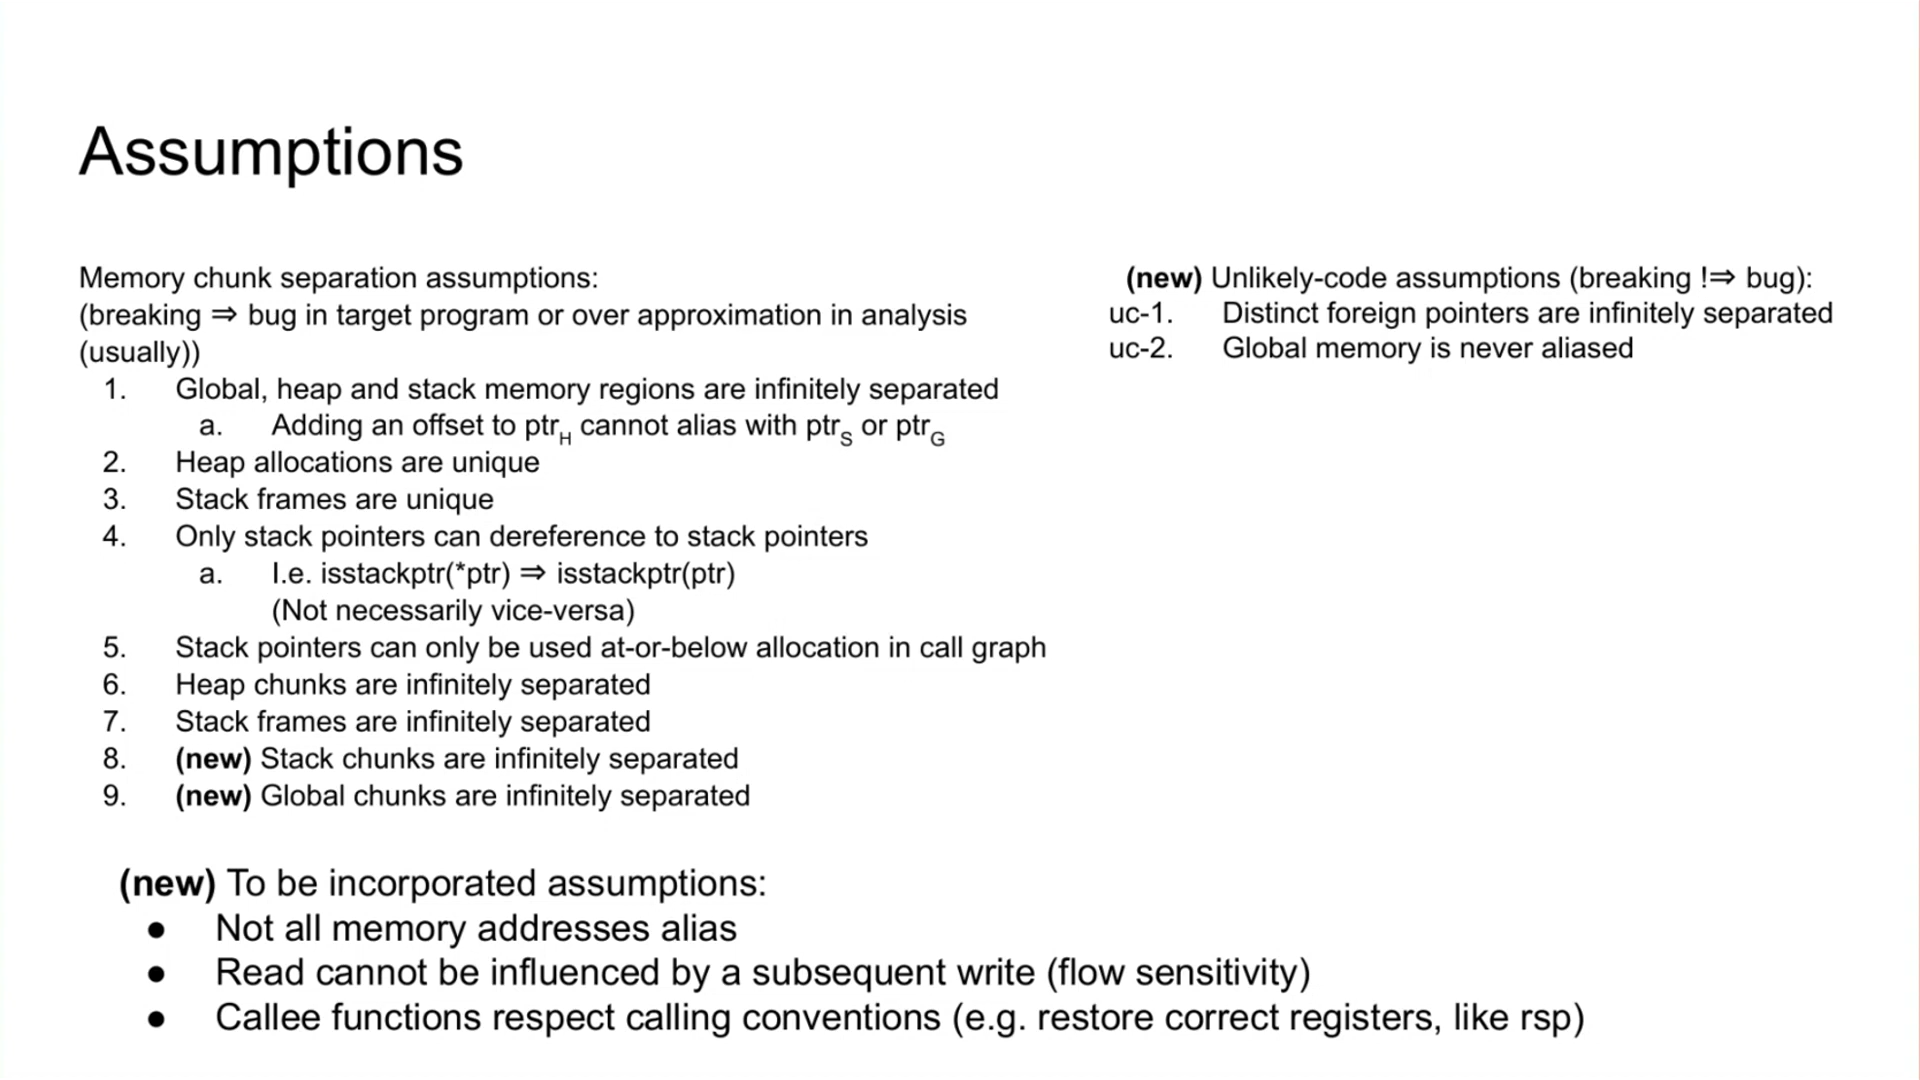 Assumptions
Memory chunk separation assumptions:
(breaking ⇒ bug in target program or over approximation in analysis
(usually))
1. Global, heap and stack memory regions are infinitely separated
a. Adding an offset to ptrH cannot alias with ptrS or ptrG
2. Heap allocations are unique
3. Stack frames are unique
4. Only stack pointers can dereference to stack pointers
a. I.e. isstackptr(*ptr) ⇒ isstackptr(ptr)
(Not necessarily vice-versa)
5. Stack pointers can only be used at-or-below allocation in call graph
6. Heap chunks are infinitely separated
7. Stack frames are infinitely separated
8. (new) Stack chunks are infinitely separated
9. (new) Global chunks are infinitely separated
(new) Unlikely-code assumptions (breaking !⇒ bug):
uc-1. Distinct foreign pointers are infinitely separated
uc-2. Global memory is never aliased
(new) To be incorporated assumptions:
● Not all memory addresses alias
● Read cannot be influenced by a subsequent write (flow sensitivity)
● Callee functions respect calling conventions (e.g. restore correct registers, like rsp)